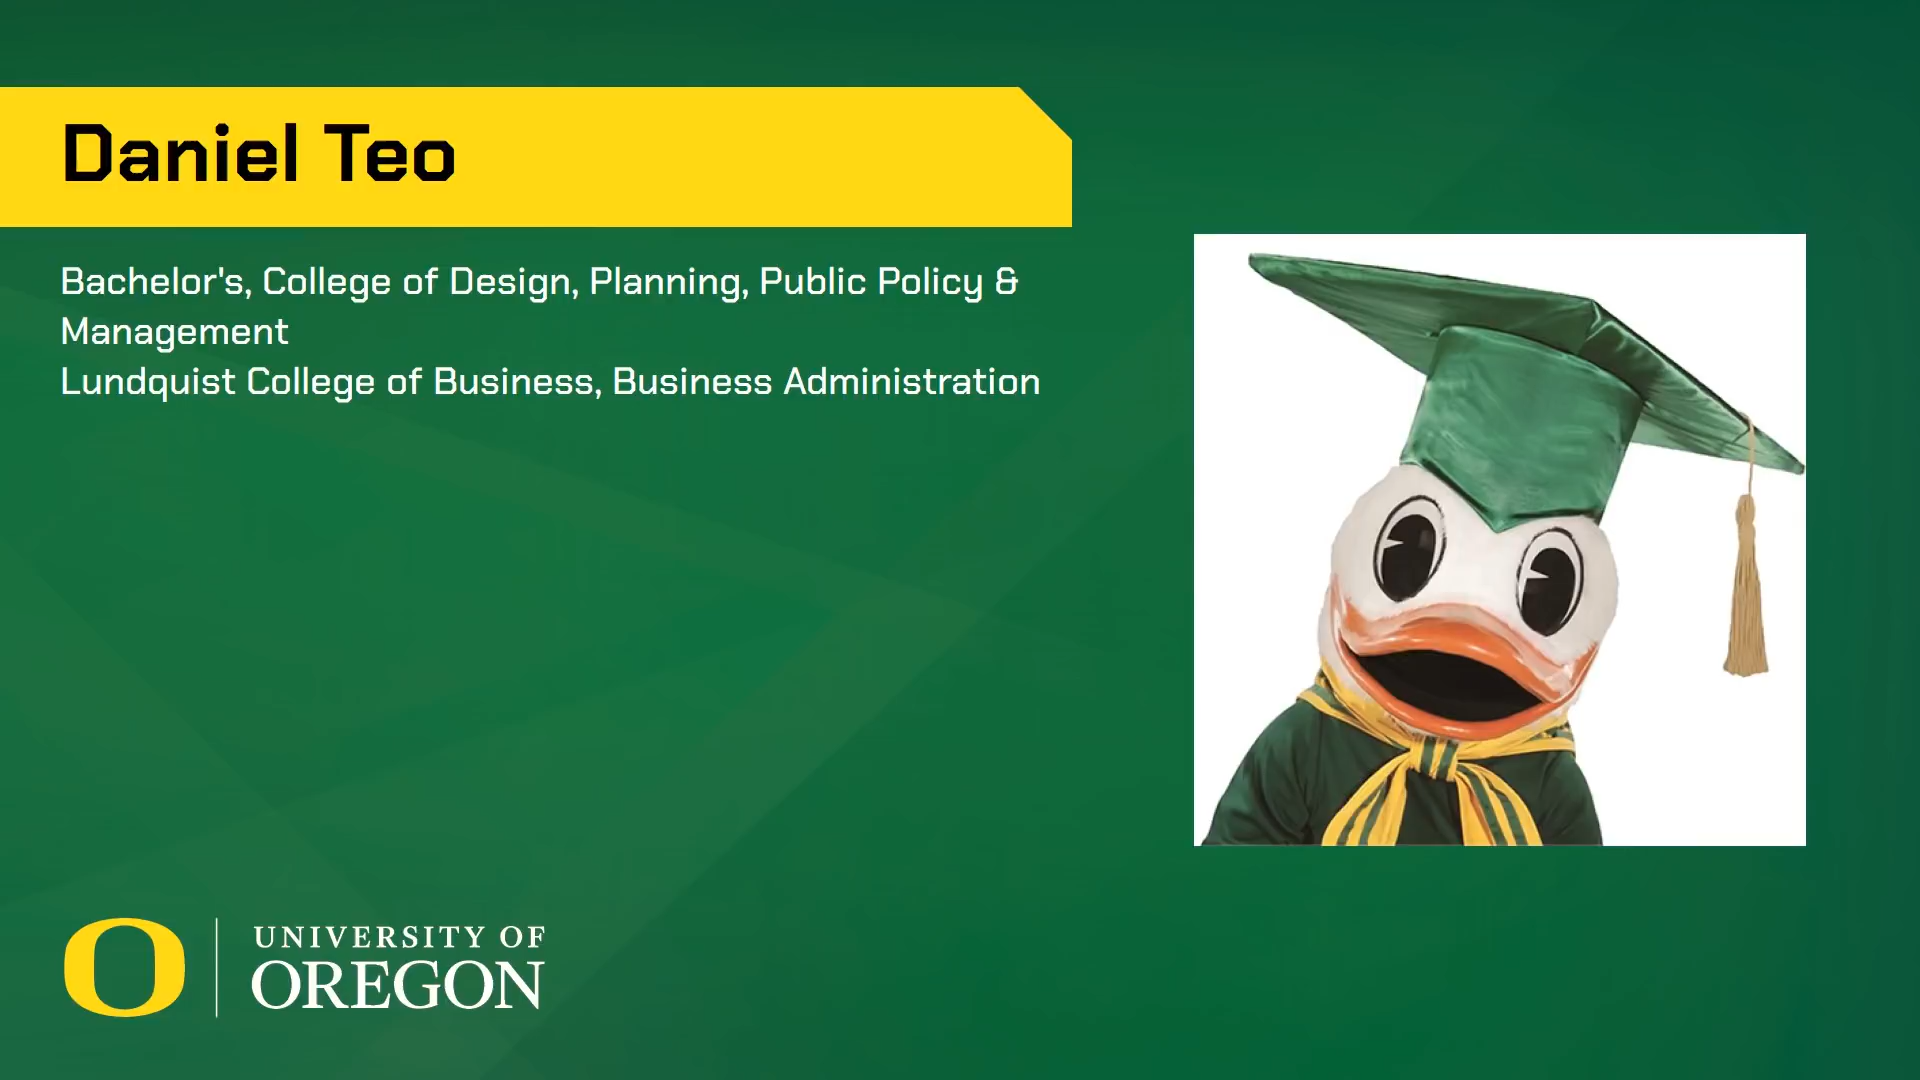 Daniel Teo
Bachelor's, College of Design, Planning, Public Policy &
Management
Lundquist College of Business, Business Administration
O
UNIVERSITY OF
OREGON